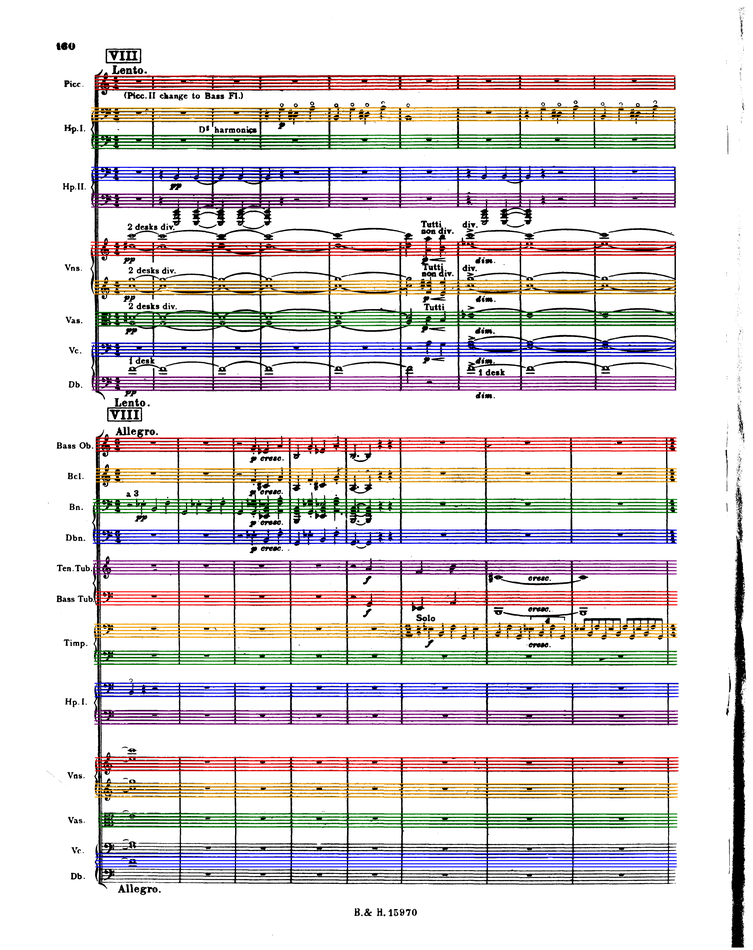 160
VIII
Lento.
Picc.
(Picc. II change to Bass Fl.)
Hp. I.
p
D♯ harmonics
Hp. II.
pp
2 desks div.
Tutti
non div.
div.
pp
dim.
Vns.
2 desks div.
Tutti
non div.
div.
pp
p
dim.
2 desks div.
Tutti
Vas.
pp
p
dim.
Vc.
p
dim.
1 desk
1 desk
Db.
pp
dim.
Lento.
VIII
Allegro.
Bass Ob.
p cresc.
Bcl.
p cresc.
a 3
Bn.
pp
p cresc.
Dbn.
p cresc.
Ten. Tub.
f
cresc.
Bass Tub.
f
cresc.
Solo
Timp.
f
cresc.
Hp. I.
Vns.
Vas.
Vc.
Db.
Allegro.
B. & H. 15970